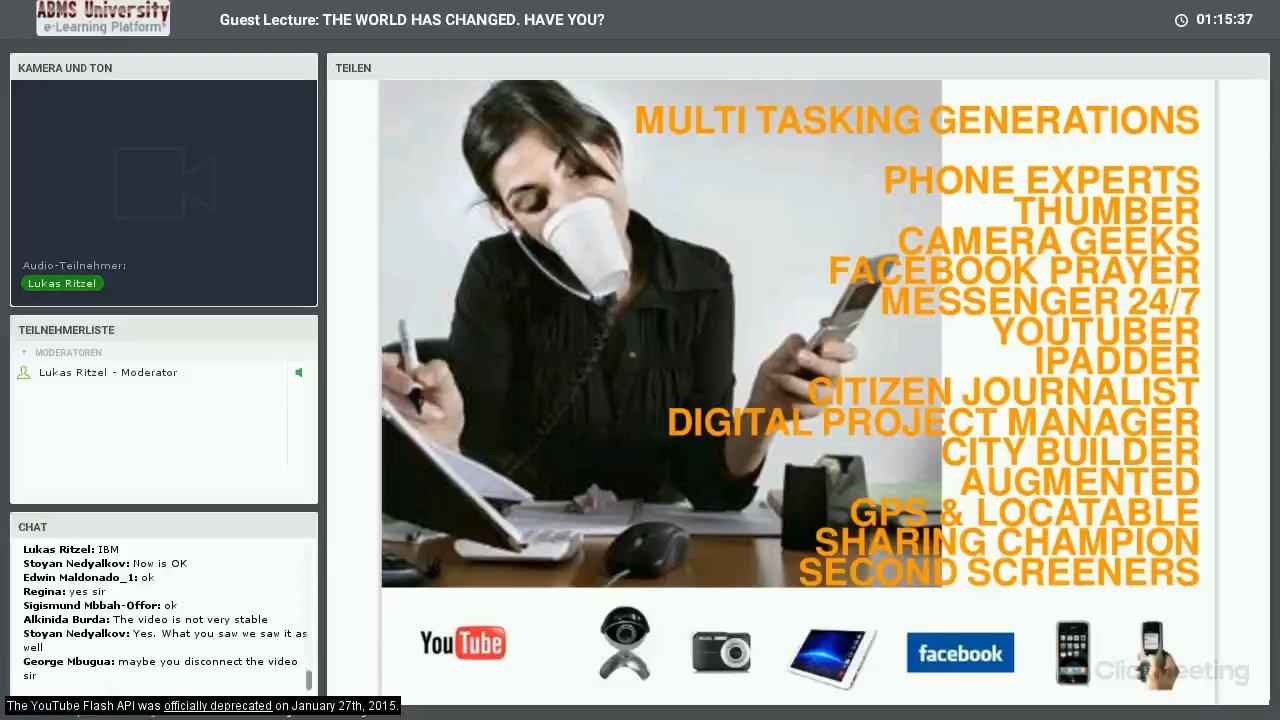 ABMS University
e-Learning Platform
Guest Lecture: THE WORLD HAS CHANGED. HAVE YOU?
01:15:37
KAMERA UND TON
Audio-Teilnehmer:
Lukas Ritzel
TEILNEHMERLISTE
MODERATOREN
Lukas Ritzel - Moderator
CHAT
Lukas Ritzel: IBM
Stoyan Nedyalkov: Now is OK
Edwin Maldonado_1: ok
Regina: yes sir
Sigismund Mbbah-Offor: ok
Alkinida Burda: The video is not very stable
Stoyan Nedyalkov: Yes. What you saw we saw it as
well
George Mbugua: maybe you disconnect the video
sir
The YouTube Flash API was officially deprecated on January 27th, 2015.
TEILEN
MULTI TASKING GENERATIONS
PHONE EXPERTS
THUMBER
CAMERA GEEKS
FACEBOOK PRAYER
MESSENGER 24/7
YOUTUBER
IPADDER
CITIZEN JOURNALIST
DIGITAL PROJECT MANAGER
CITY BUILDER
AUGMENTED
GPS & LOCATABLE
SHARING CHAMPION
SECOND SCREENERS
YouTube
facebook
ClickMeeting